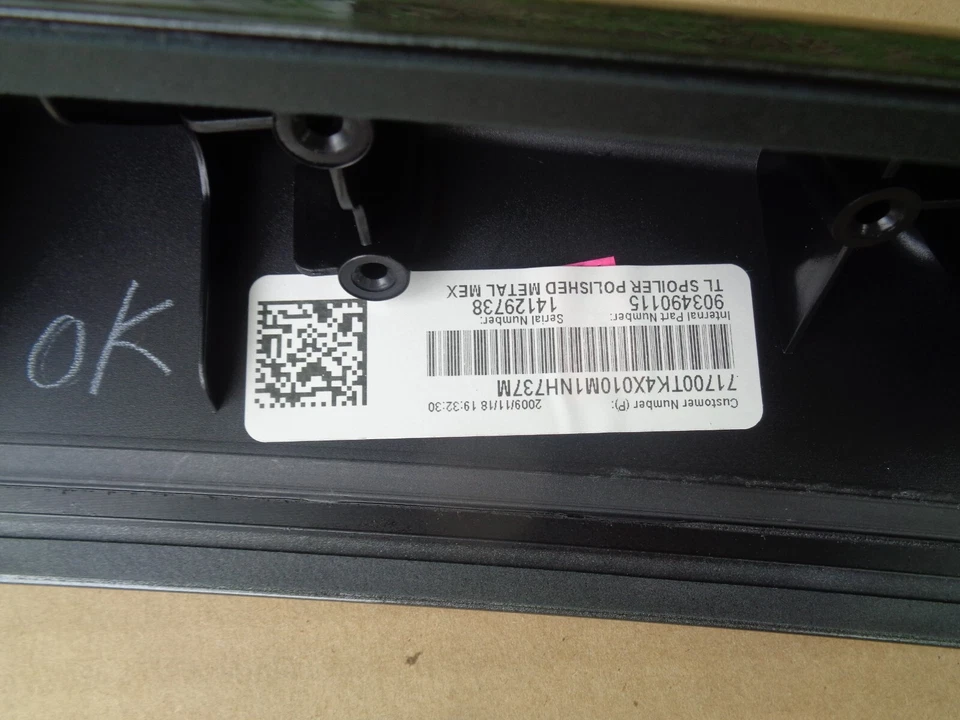 OK
Customer Number (P): 2009/11/18 19:32:30
71700TK4X010M1NH737M
Internal Part Number: Serial Number:
903490115 14129738
TL SPOILER POLISHED METAL MEX